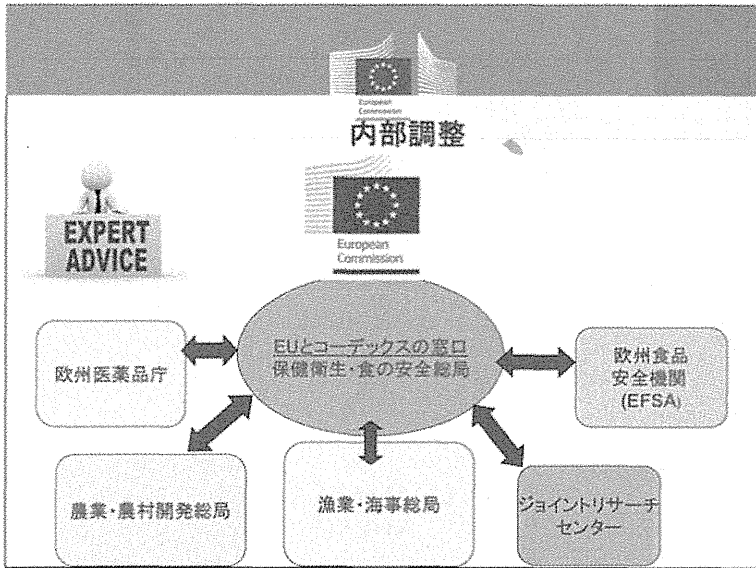 European
Commission
内部調整
EXPERT
ADVICE
European
Commission
EUとコーデックスの窓口
保健衛生・食の安全総局
欧州医薬品庁
欧州食品
安全機関
(EFSA)
農業・農村開発総局
漁業・海事総局
ジョイントリサーチ
センター